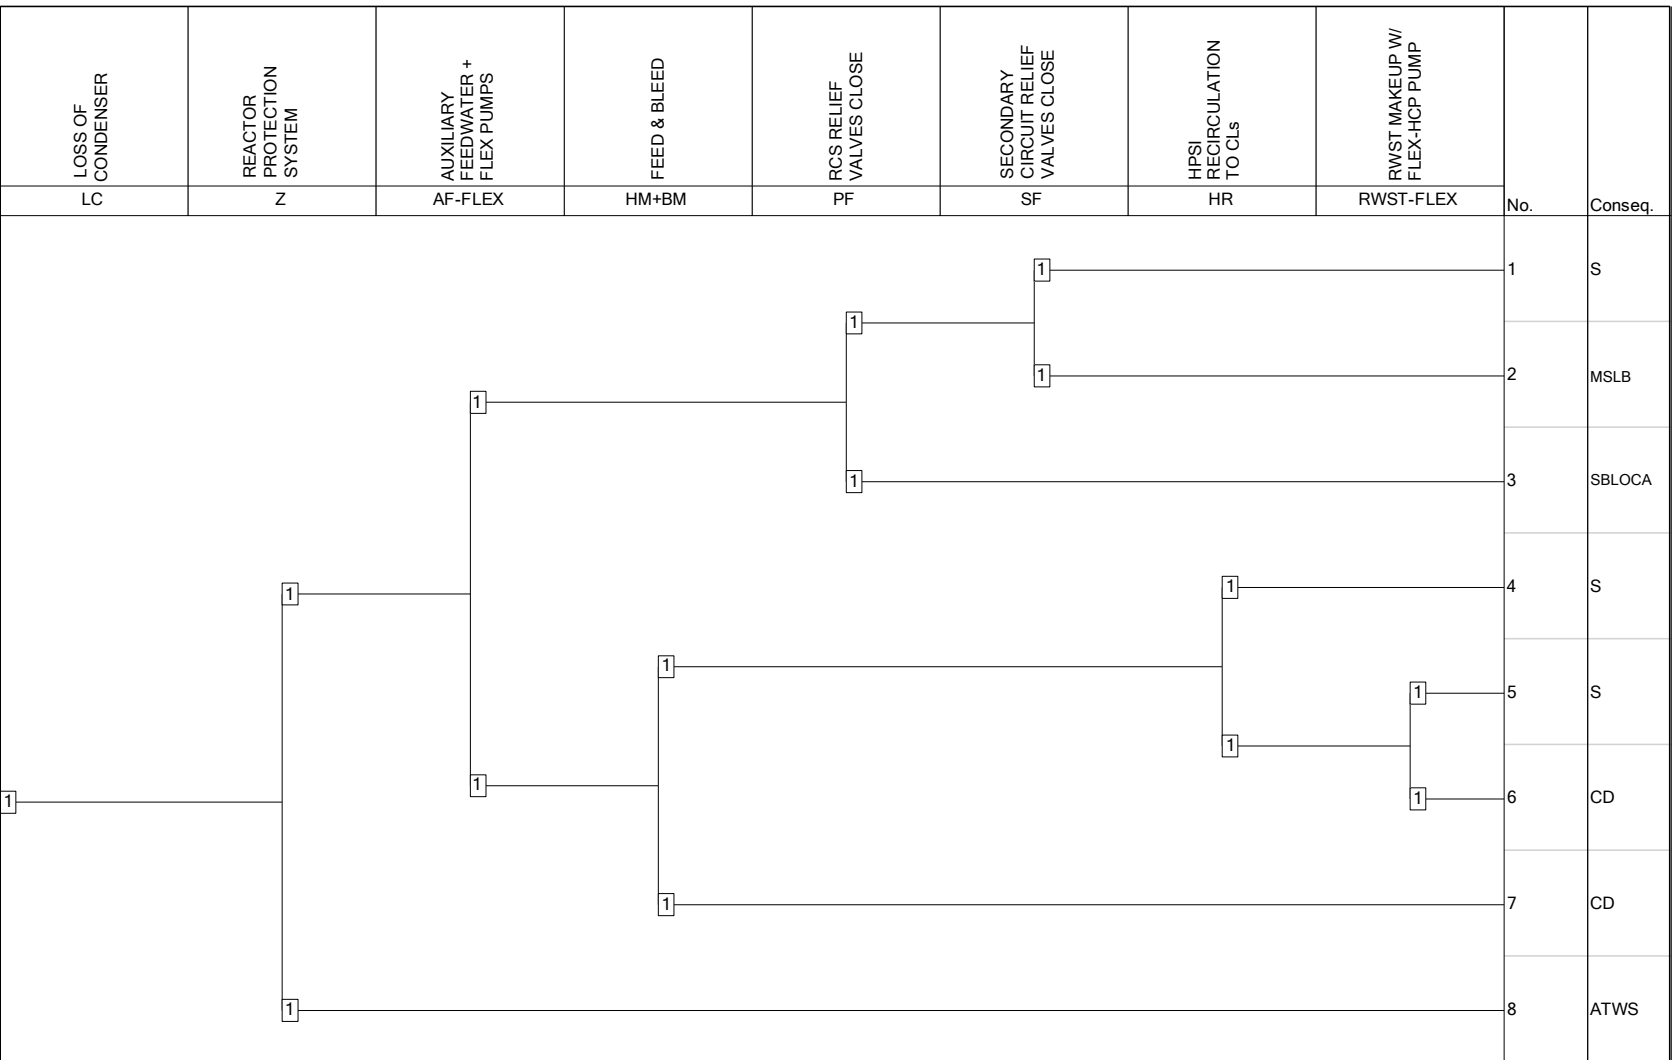 LOSS OF
CONDENSER
REACTOR
PROTECTION
SYSTEM
AUXILIARY
FEEDWATER +
FLEX PUMPS
FEED & BLEED
RCS RELIEF
VALVES CLOSE
SECONDARY
CIRCUIT RELIEF
VALVES CLOSE
HPSI
RECIRCULATION
TO CLs
RWST MAKEUP W/
FLEX-HCP PUMP
LC Z AF-FLEX HM+BM PF SF HR RWST-FLEX No. Conseq.
1 1 S
1
1 2 MSLB
1
1 3 SBLOCA
1 4 S
1
1
1 5 S
1
1
1 1 6 CD
1 7 CD
1 8 ATWS